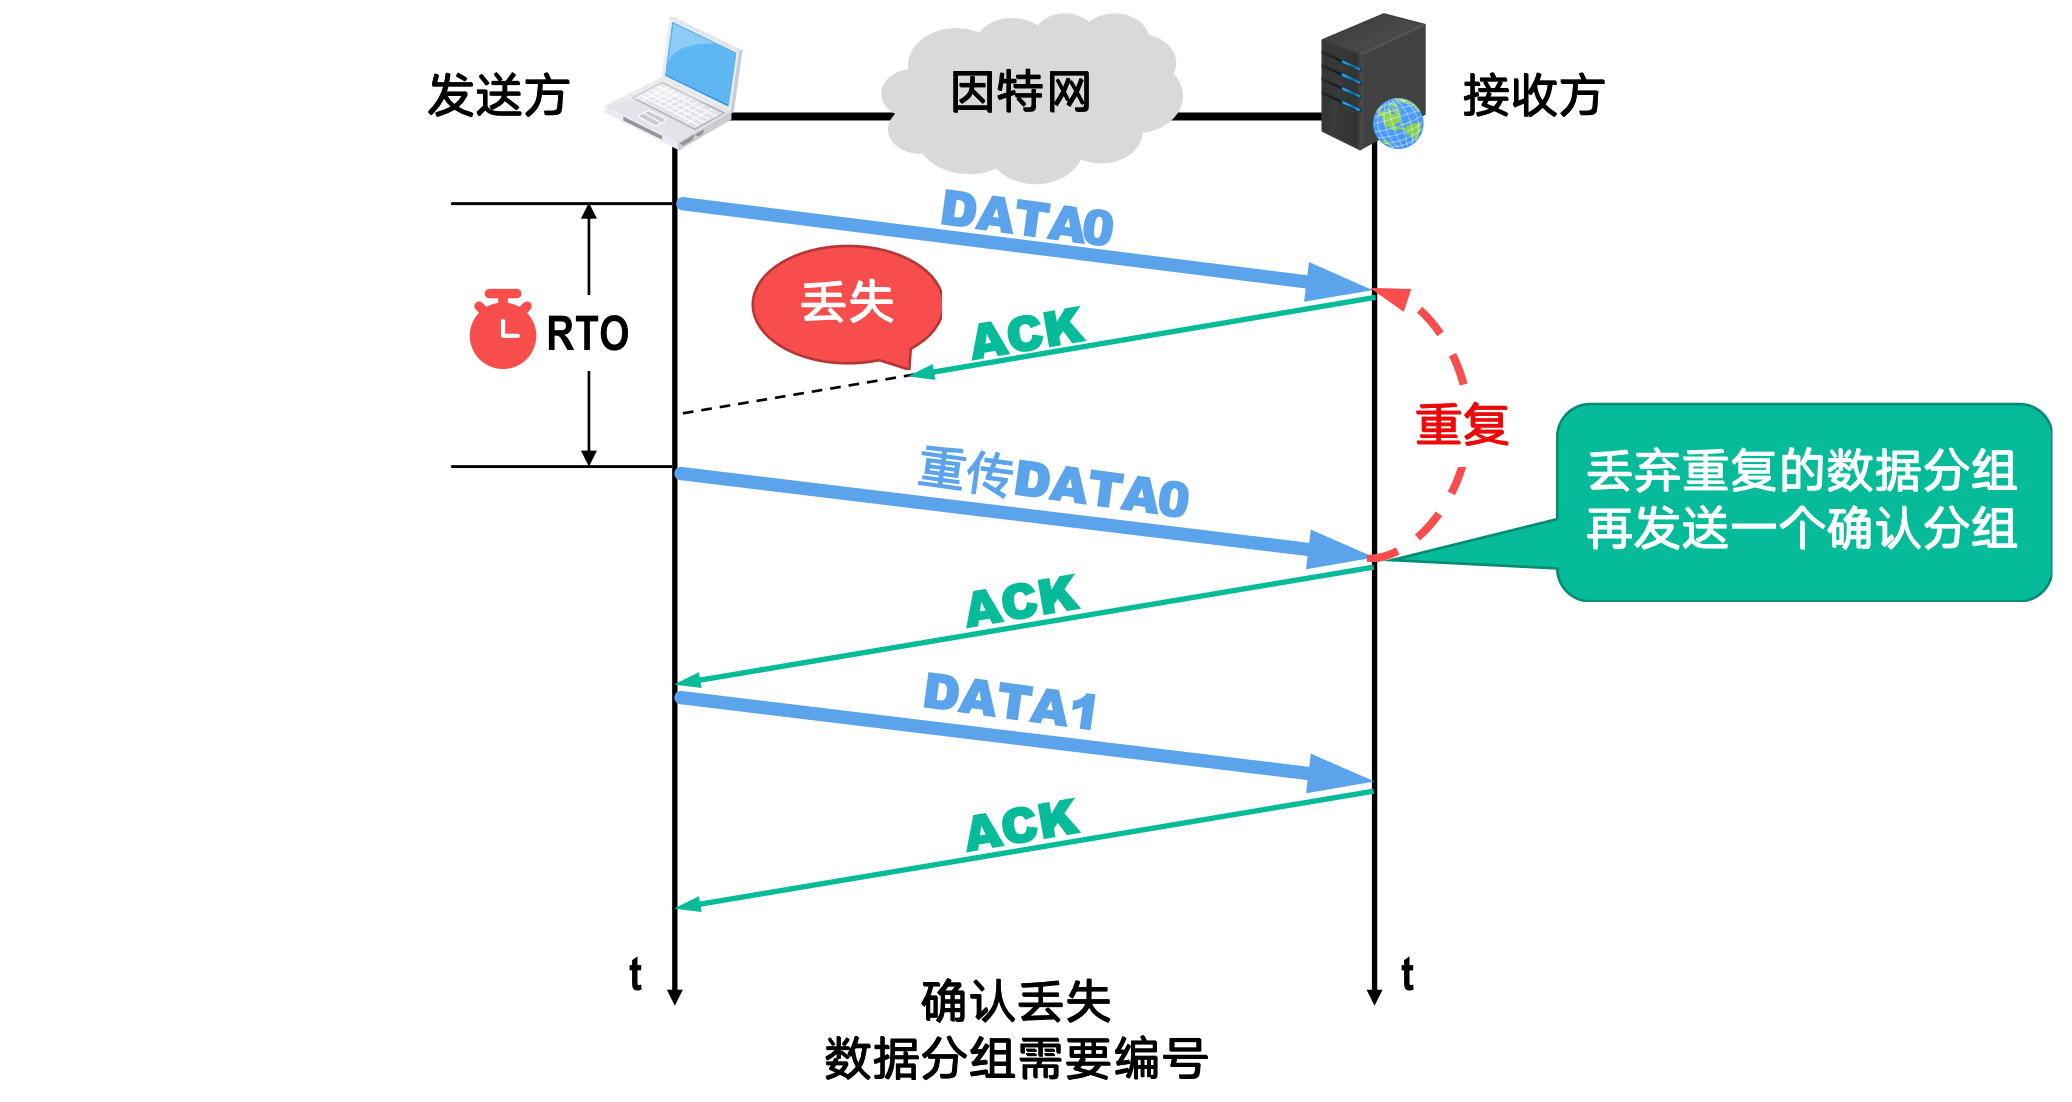 发送方
因特网
接收方
DATA0
丢失
ACK
RTO
重复
重传DATA0
丢弃重复的数据分组
再发送一个确认分组
ACK
DATA1
ACK
t
t
确认丢失
数据分组需要编号